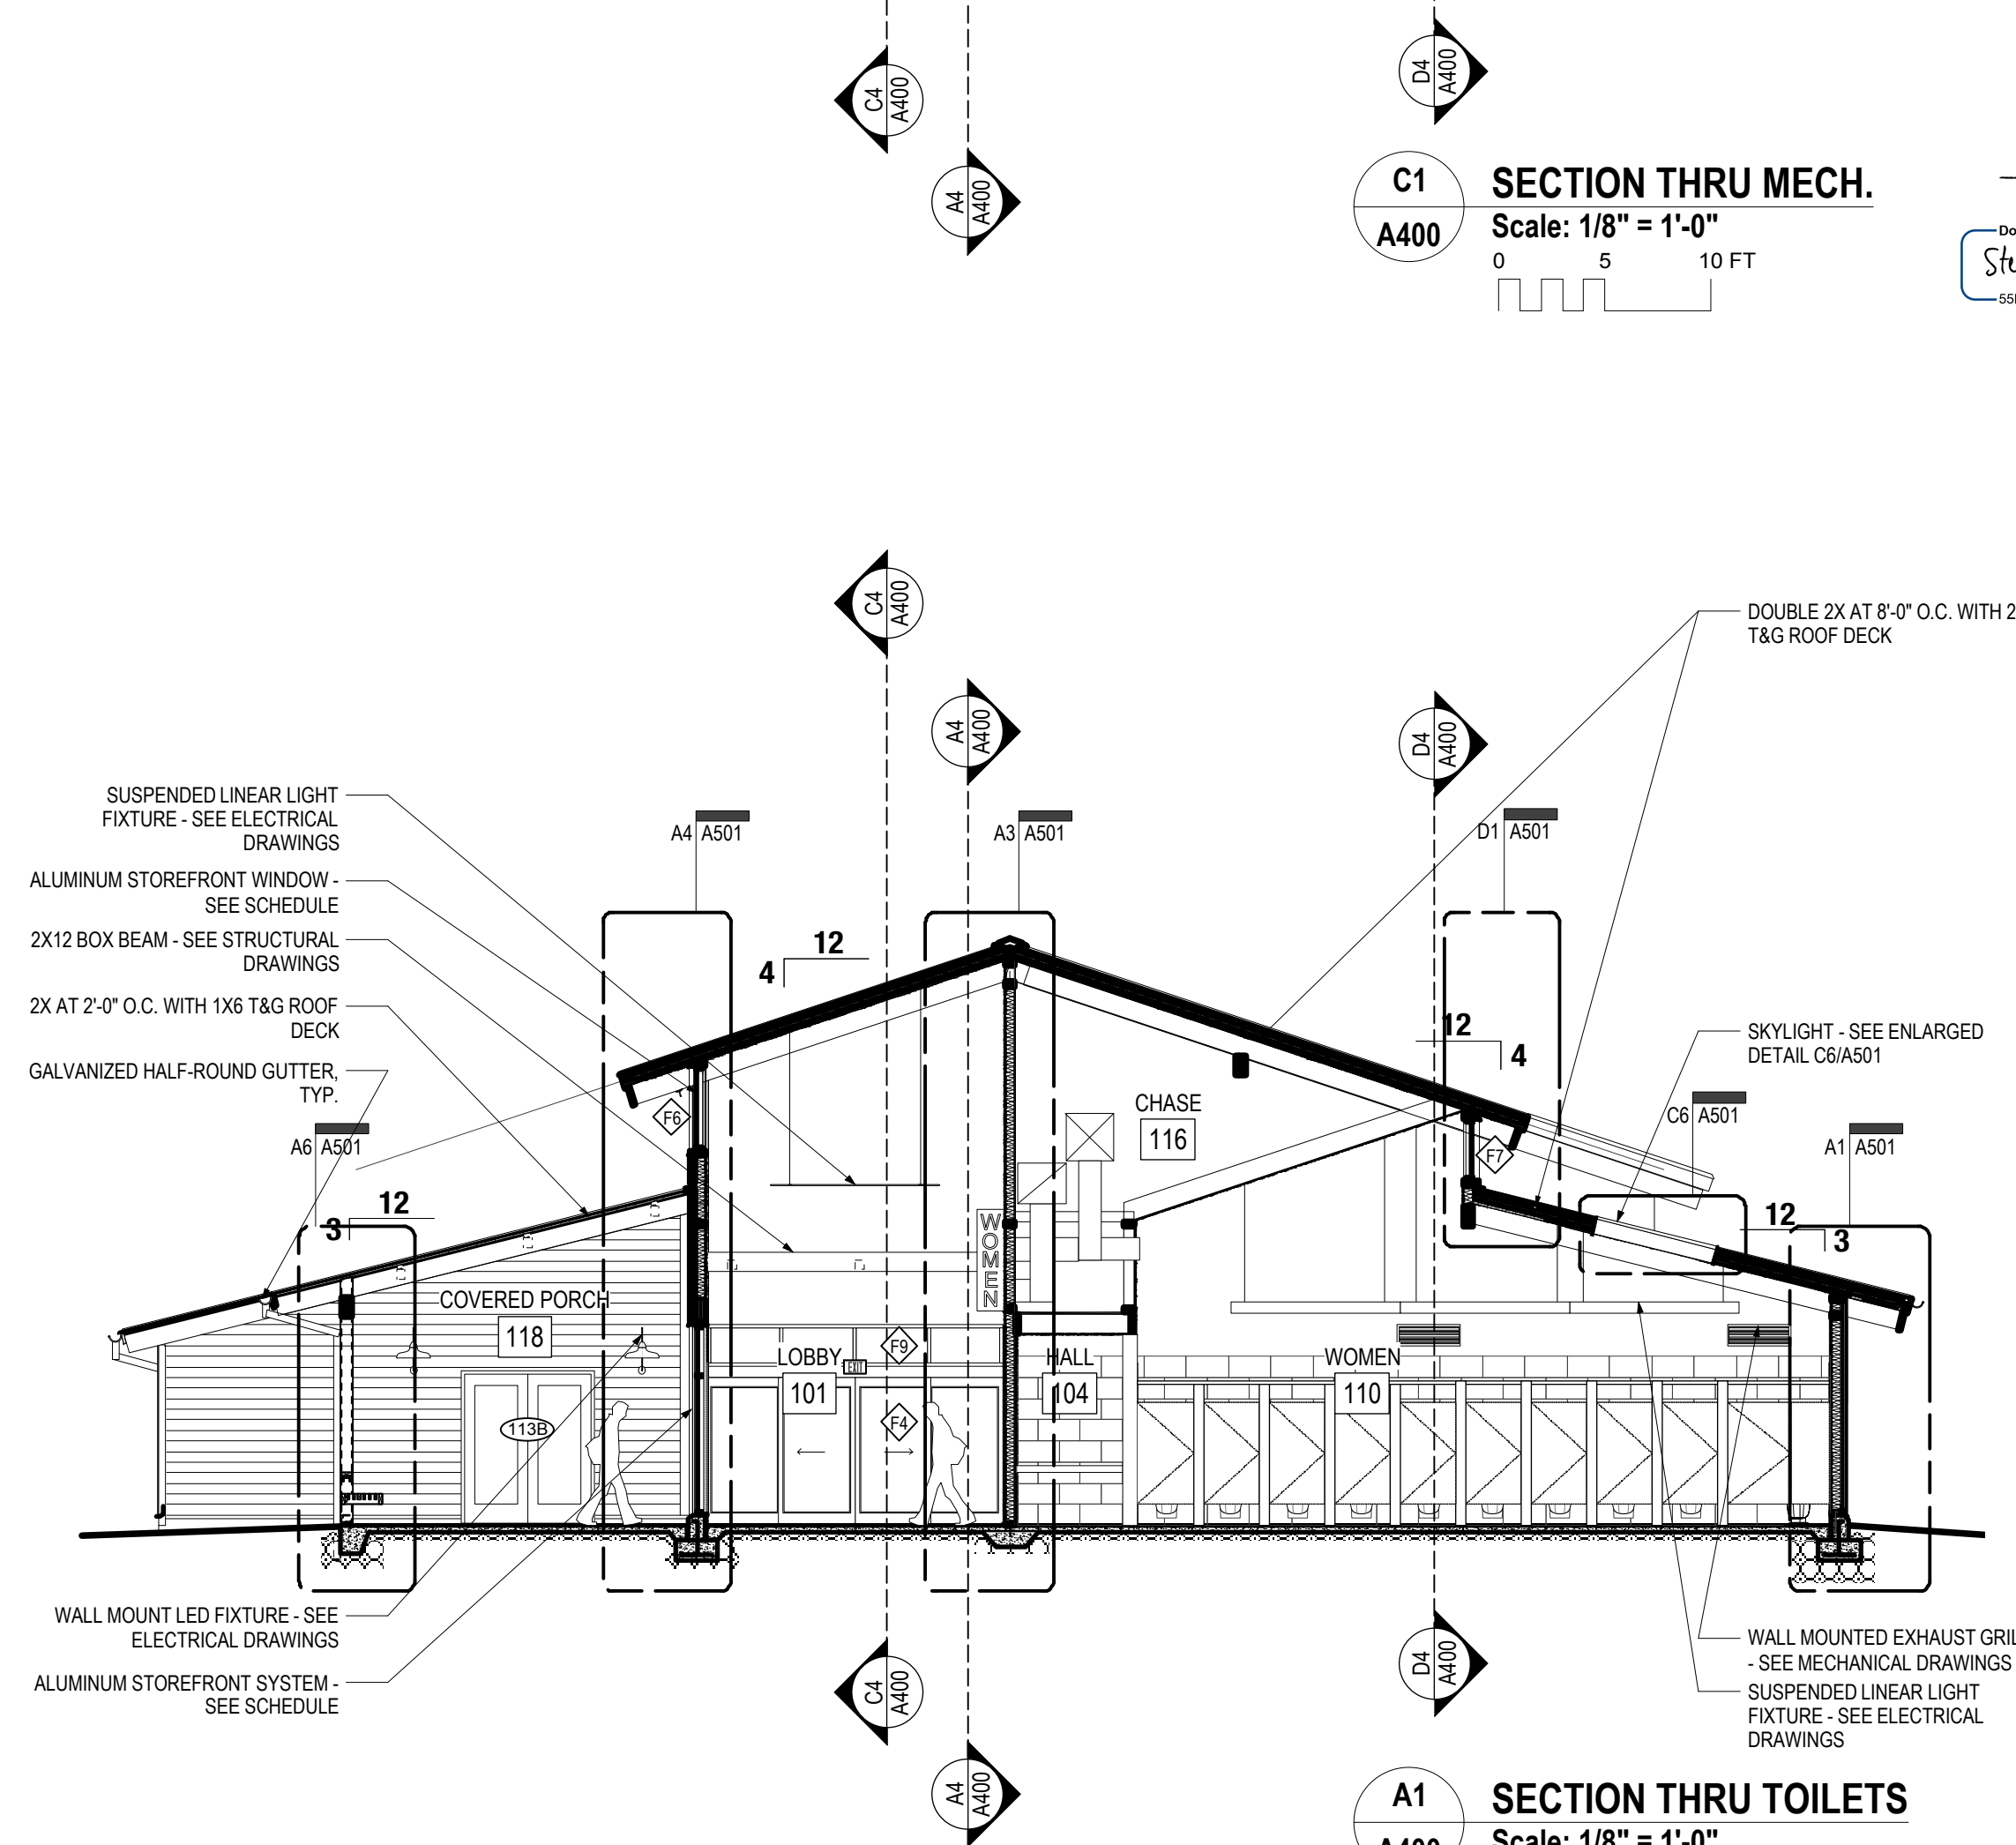 C4
A400
D4
A400
A4
A400
C1
A400
SECTION THRU MECH.
Scale: 1/8" = 1'-0"
0 5 10 FT
C4
A400
A4
A400
D4
A400
DOUBLE 2X AT 8'-0" O.C. WITH 2
T&G ROOF DECK
SUSPENDED LINEAR LIGHT
FIXTURE - SEE ELECTRICAL
DRAWINGS
ALUMINUM STOREFRONT WINDOW -
SEE SCHEDULE
2X12 BOX BEAM - SEE STRUCTURAL
DRAWINGS
2X AT 2'-0" O.C. WITH 1X6 T&G ROOF
DECK
GALVANIZED HALF-ROUND GUTTER,
TYP.
A4 A501
A3 A501
D1 A501
12
4
12
4
SKYLIGHT - SEE ENLARGED
DETAIL C6/A501
C6 A501
A1 A501
A6 A501
12
3
12
3
F6
F7
CHASE
116
WOMEN
COVERED PORCH
118
113B
LOBBY
101
EXIT
F9
F4
HALL
104
WOMEN
110
WALL MOUNT LED FIXTURE - SEE
ELECTRICAL DRAWINGS
ALUMINUM STOREFRONT SYSTEM -
SEE SCHEDULE
C4
A400
A4
A400
D4
A400
WALL MOUNTED EXHAUST
- SEE MECHANICAL DRAWINGS
SUSPENDED LINEAR LIGHT
FIXTURE - SEE ELECTRICAL
DRAWINGS
A1
A400
SECTION THRU TOILETS
Scale: 1/8" = 1'-0"